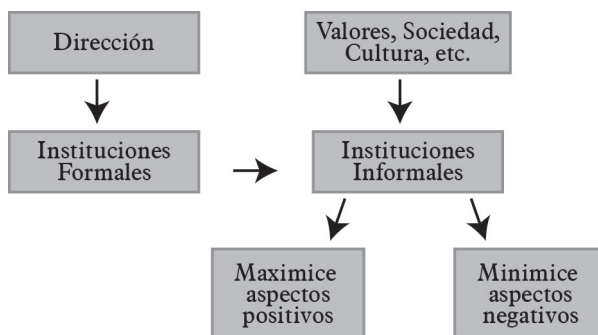 Dirección
Valores, Sociedad,
Cultura, etc.
Instituciones
Formales
Instituciones
Informales
Maximice
aspectos
positivos
Minimice
aspectos
negativos